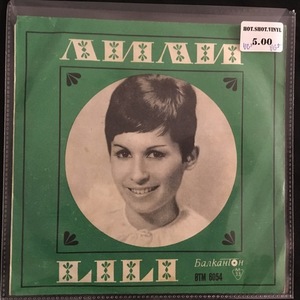 HOT.SHOT.VINYL
5.00
ЛИЛИ
LILI
Балкантон
ВТМ 6054